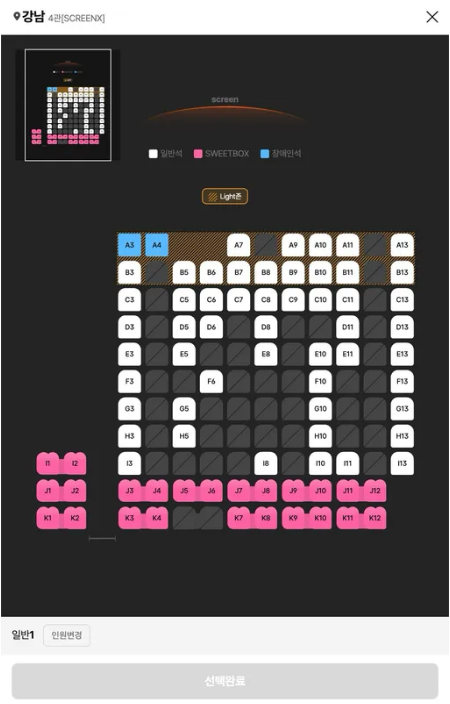 강남 4관[SCREENX]
screen
일반석 SWEETBOX 장애인석
Light존
A3 A4 A7 A9 A10 A11 A13
B3 B5 B6 B7 B8 B9 B10 B11 B13
C3 C5 C6 C7 C8 C9 C10 C11 C13
D3 D5 D6 D8 D11 D13
E3 E5 E8 E10 E11 E13
F3 F6 F10 F13
G3 G5 G10 G13
H3 H5 H10 H13
I1 I2 I3 I8 I10 I11 I13
J1 J2 J3 J4 J5 J6 J7 J8 J9 J10 J11 J12
K1 K2 K3 K4 K7 K8 K9 K10 K11 K12
일반1 인원변경
선택완료